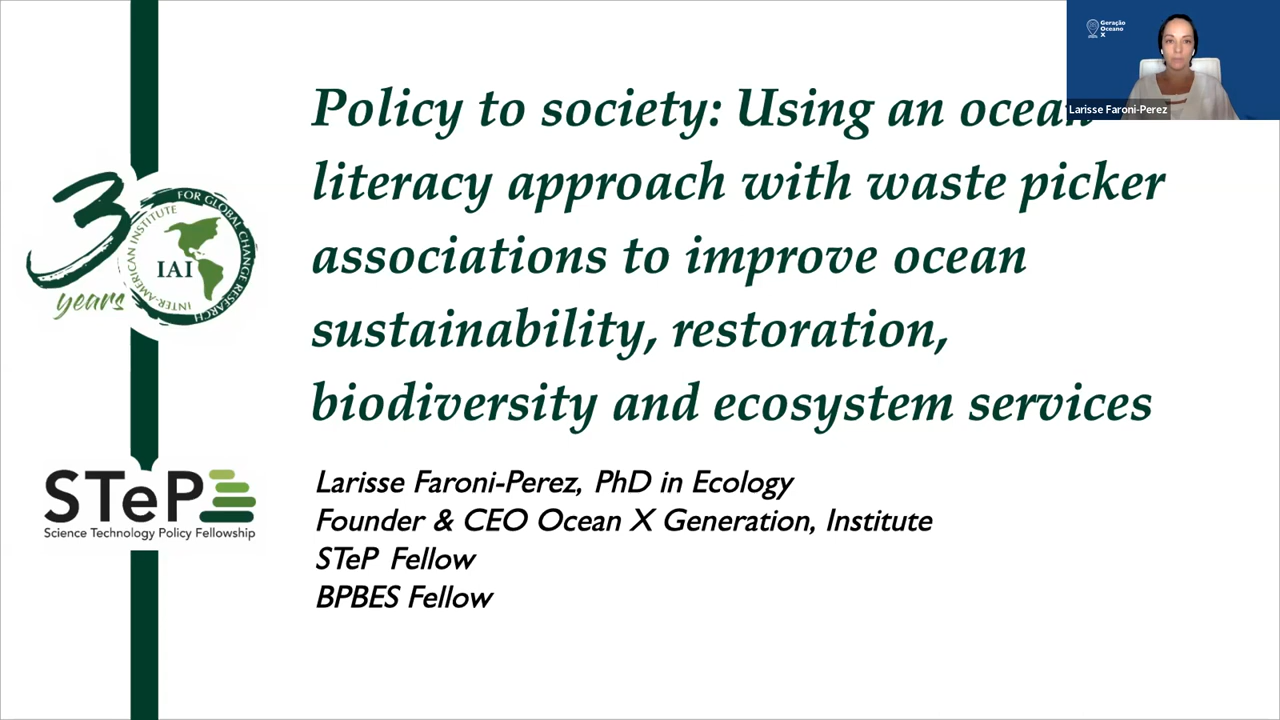 Geração
Oceano
X
Larisse Faroni-Perez
Policy to society: Using an ocean
literacy approach with waste picker
associations to improve ocean
sustainability, restoration,
biodiversity and ecosystem services
30
years
INTER-AMERICAN INSTITUTE FOR GLOBAL CHANGE RESEARCH
IAI
STeP
Science Technology Policy Fellowship
Larisse Faroni-Perez, PhD in Ecology
Founder & CEO Ocean X Generation, Institute
STeP Fellow
BPBES Fellow